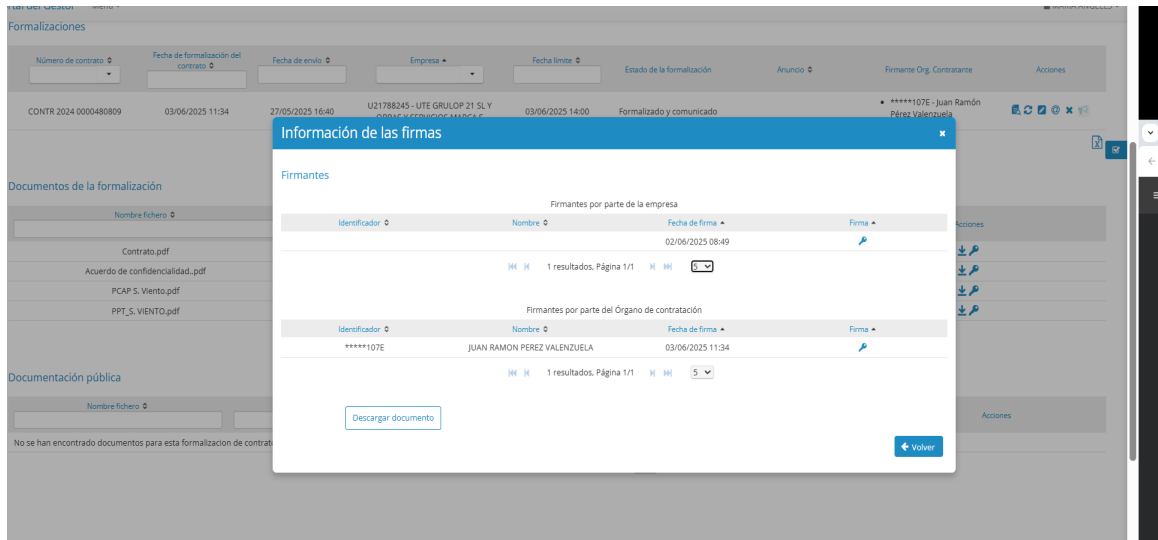 Formalizaciones
Número de contrato Fecha de formalización del contrato Fecha de envío Empresa Fecha límite Estado de la formalización Anuncio Firmante Org. Contratante Acciones
CONTR 2024 0000480809 03/06/2025 11:34 27/05/2025 16:40 U21788245 - UTE GRULOP 21 SL Y 03/06/2025 14:00 Formalizado y comunicado *****107E - Juan Ramón
Pérez Valenzuela
Información de las firmas
Firmantes
Firmantes por parte de la empresa
Identificador Nombre Fecha de firma Firma
02/06/2025 08:49
1 resultados, Página 1/1 5
Firmantes por parte del Órgano de contratación
Identificador Nombre Fecha de firma Firma
*****107E JUAN RAMON PEREZ VALENZUELA 03/06/2025 11:34
1 resultados, Página 1/1 5
Descargar documento
Volver
Documentos de la formalización
Nombre fichero Acciones
Contrato.pdf
Acuerdo de confidencialidad..pdf
PCAP S. Viento.pdf
PPT_S. VIENTO.pdf
Documentación pública
Nombre fichero Acciones
No se han encontrado documentos para esta formalizacion de